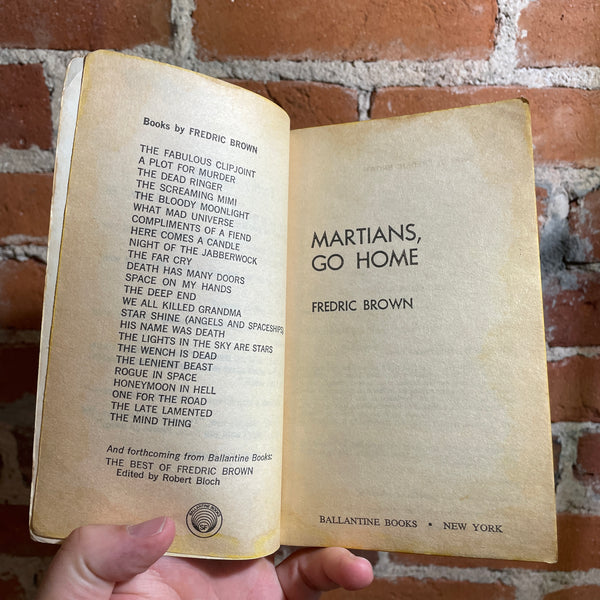 Books by FREDRIC BROWN
THE FABULOUS CLIPJOINT
A PLOT FOR MURDER
THE DEAD RINGER
THE SCREAMING MIMI
THE BLOODY MOONLIGHT
WHAT MAD UNIVERSE
COMPLIMENTS OF A FIEND
HERE COMES A CANDLE
NIGHT OF THE JABBERWOCK
THE FAR CRY
DEATH HAS MANY DOORS
SPACE ON MY HANDS
THE DEEP END
WE ALL KILLED GRANDMA
STAR SHINE (ANGELS AND SPACESHIPS)
HIS NAME WAS DEATH
THE LIGHTS IN THE SKY ARE STARS
THE WENCH IS DEAD
THE LENIENT BEAST
ROGUE IN SPACE
HONEYMOON IN HELL
ONE FOR THE ROAD
THE LATE LAMENTED
THE MIND THING
And forthcoming from Ballantine Books:
THE BEST OF FREDRIC BROWN
Edited by Robert Bloch
BALLANTINE BOOKS
SF
MARTIANS,
GO HOME
FREDRIC BROWN
BALLANTINE BOOKS • NEW YORK